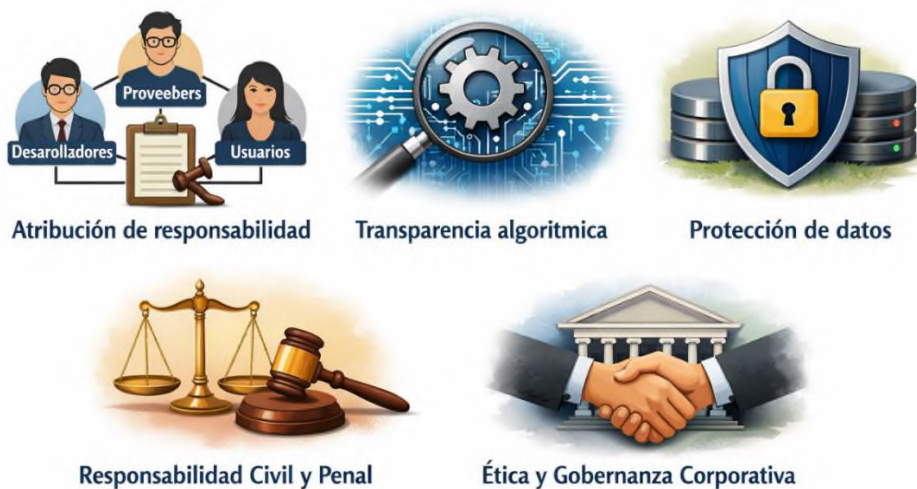 Proveebers
Desarolladores
Usuarios
Atribución de responsabilidad
Transparencia algoritmica
Protección de datos
Responsabilidad Civil y Penal
Ética y Gobernanza Corporativa